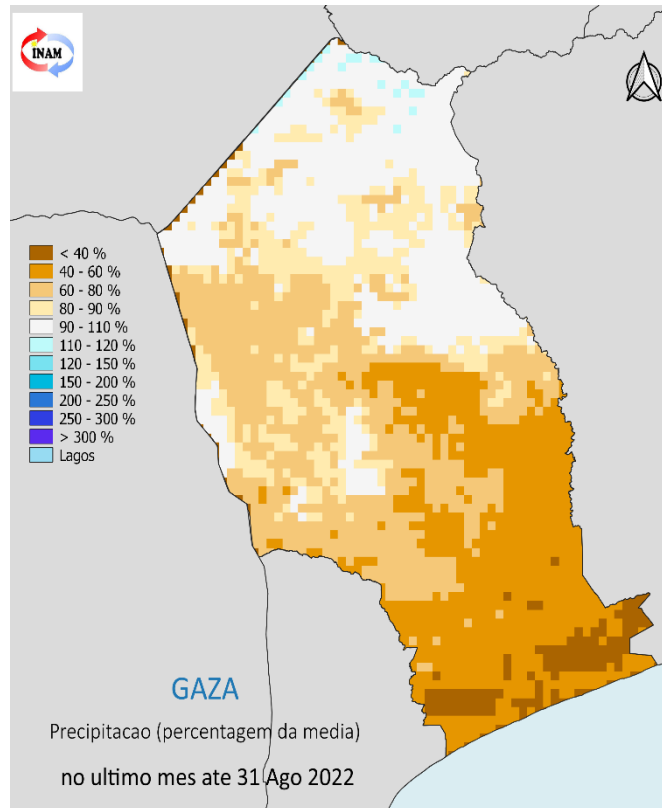 INAM
< 40 %
40 - 60 %
60 - 80 %
80 - 90 %
90 - 110 %
110 - 120 %
120 - 150 %
150 - 200 %
200 - 250 %
250 - 300 %
> 300 %
Lagos
GAZA
Precipitacao (percentagem da media)
no ultimo mes ate 31 Ago 2022